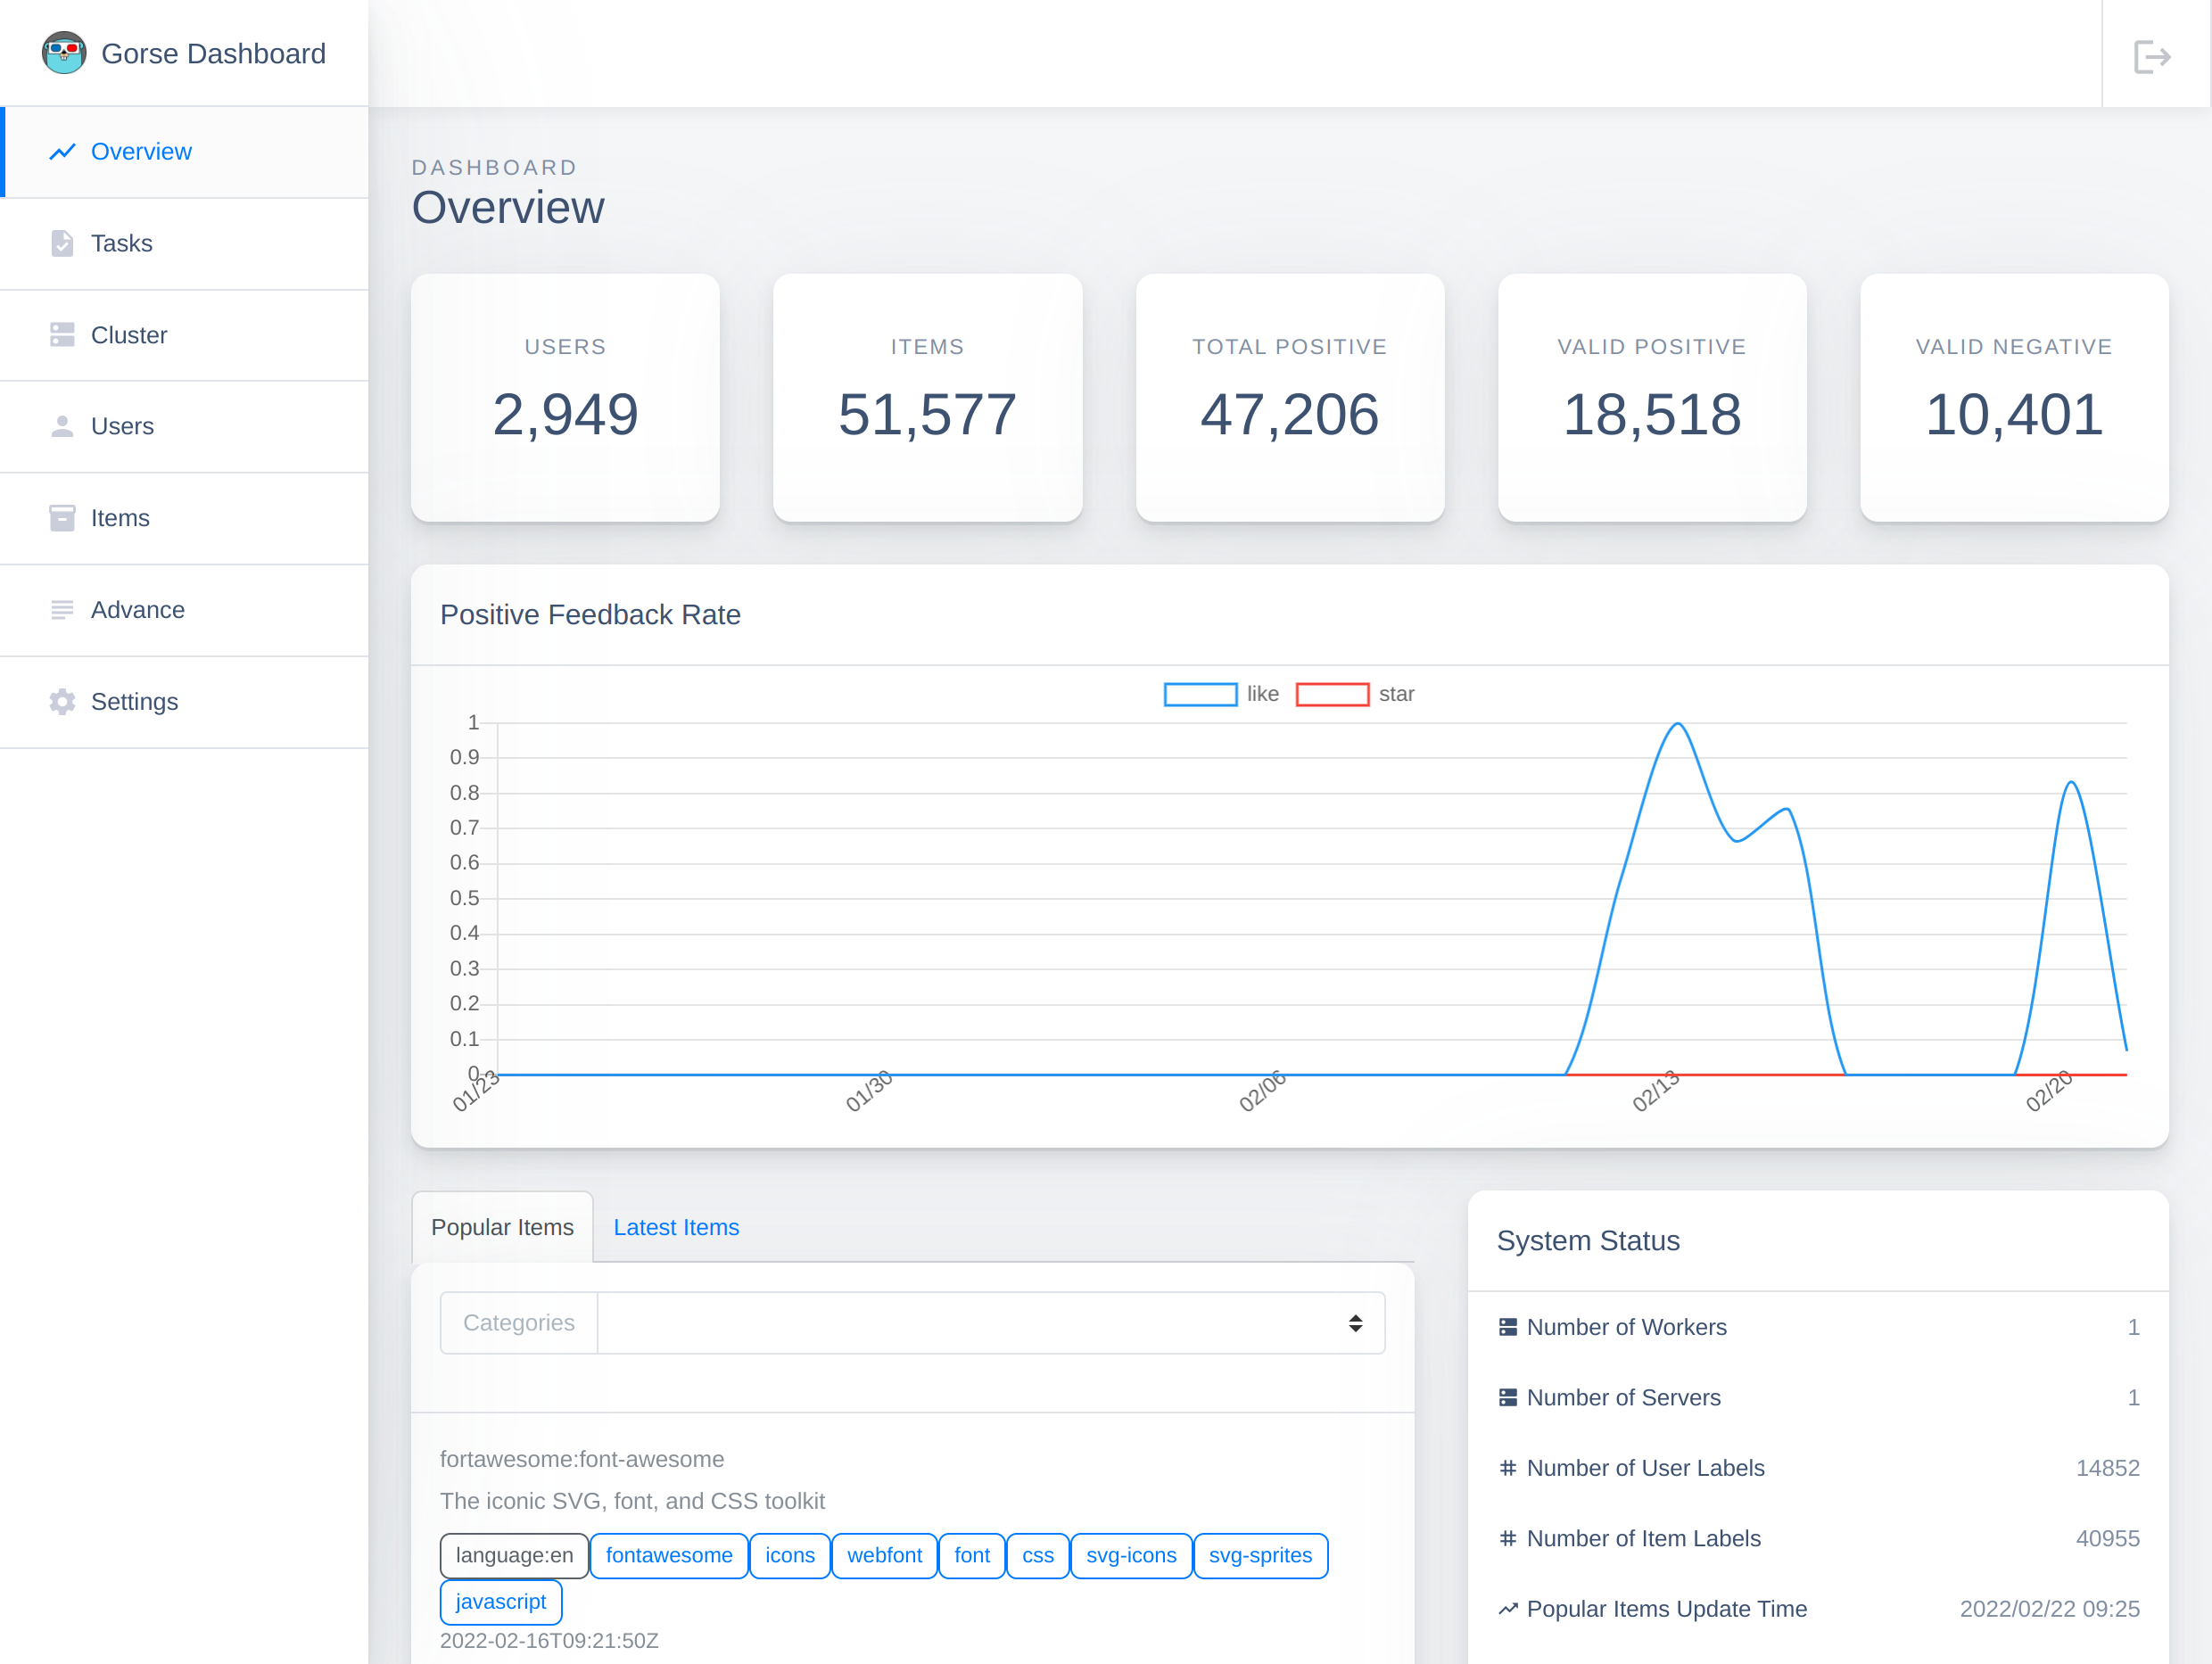 Gorse Dashboard
Overview
Tasks
Cluster
Users
Items
Advance
Settings
DASHBOARD
Overview
USERS
2,949
ITEMS
51,577
TOTAL POSITIVE
47,206
VALID POSITIVE
18,518
VALID NEGATIVE
10,401
Positive Feedback Rate
like star
1
0.9
0.8
0.7
0.6
0.5
0.4
0.3
0.2
0.1
0
01/23 01/30 02/06 02/13 02/20
Popular Items Latest Items
Categories
fortawesome:font-awesome
The iconic SVG, font, and CSS toolkit
language:en fontawesome icons webfont font css svg-icons svg-sprites
javascript
2022-02-16T09:21:50Z
System Status
Number of Workers 1
Number of Servers 1
Number of User Labels 14852
Number of Item Labels 40955
Popular Items Update Time 2022/02/22 09:25